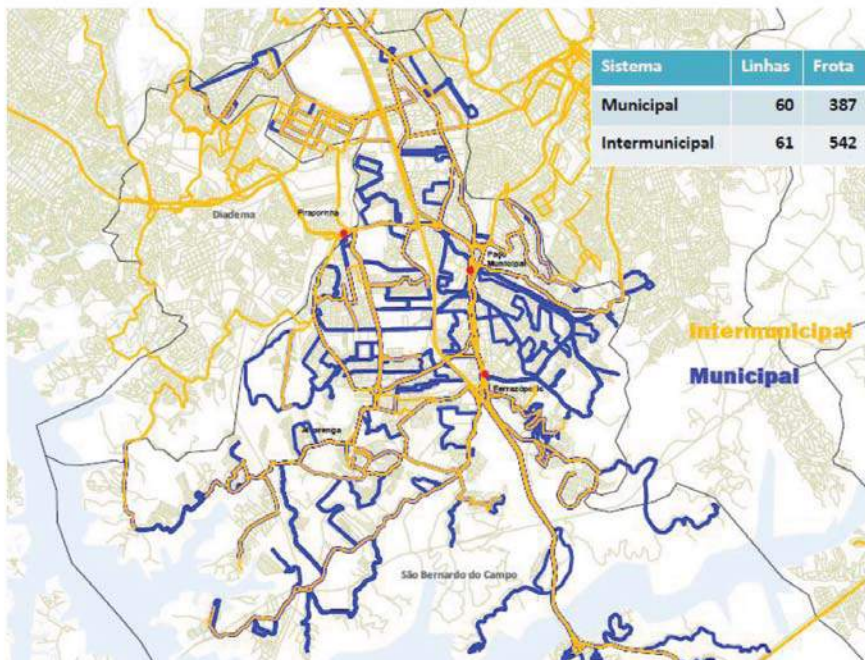 Sistema Linhas Frota
Municipal 60 387
Intermunicipal 61 542
Diadema
Piraporinha
Paço
Municipal
Intermunicipal
Municipal
Ferrazópolis
Alvarenga
São Bernardo do Campo